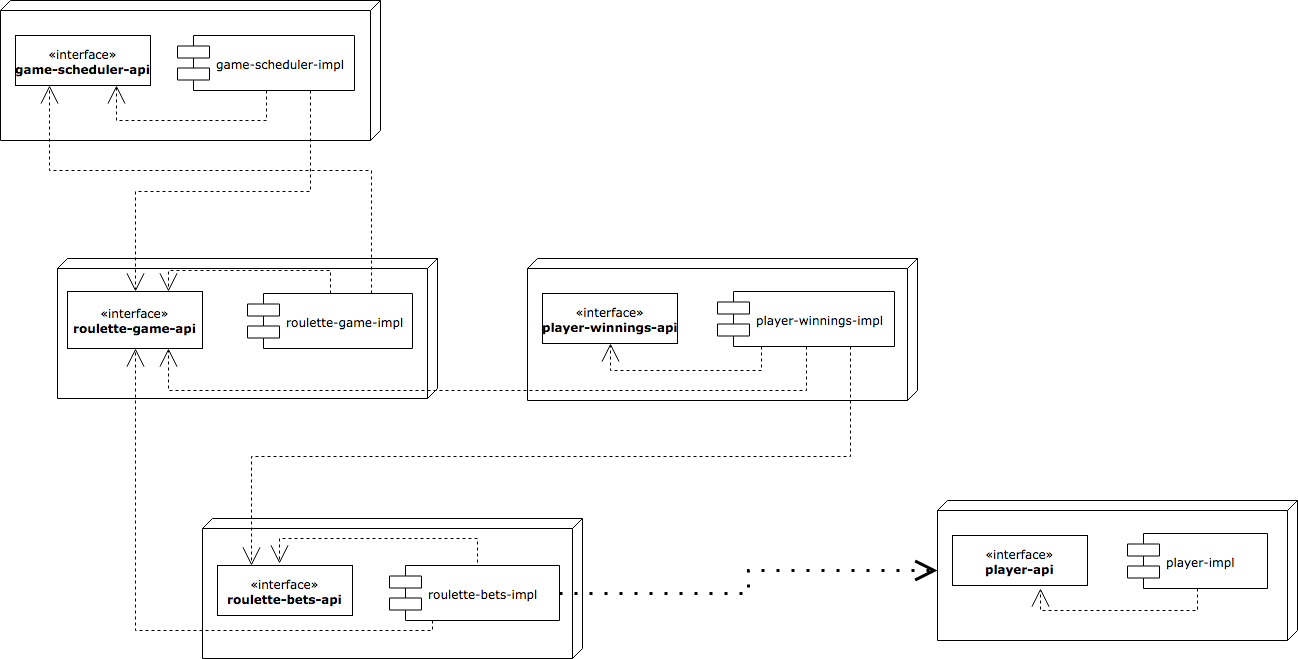 «interface»
game-scheduler-api
game-scheduler-impl
«interface»
roulette-game-api
roulette-game-impl
«interface»
player-winnings-api
player-winnings-impl
«interface»
roulette-bets-api
roulette-bets-impl
«interface»
player-api
player-impl